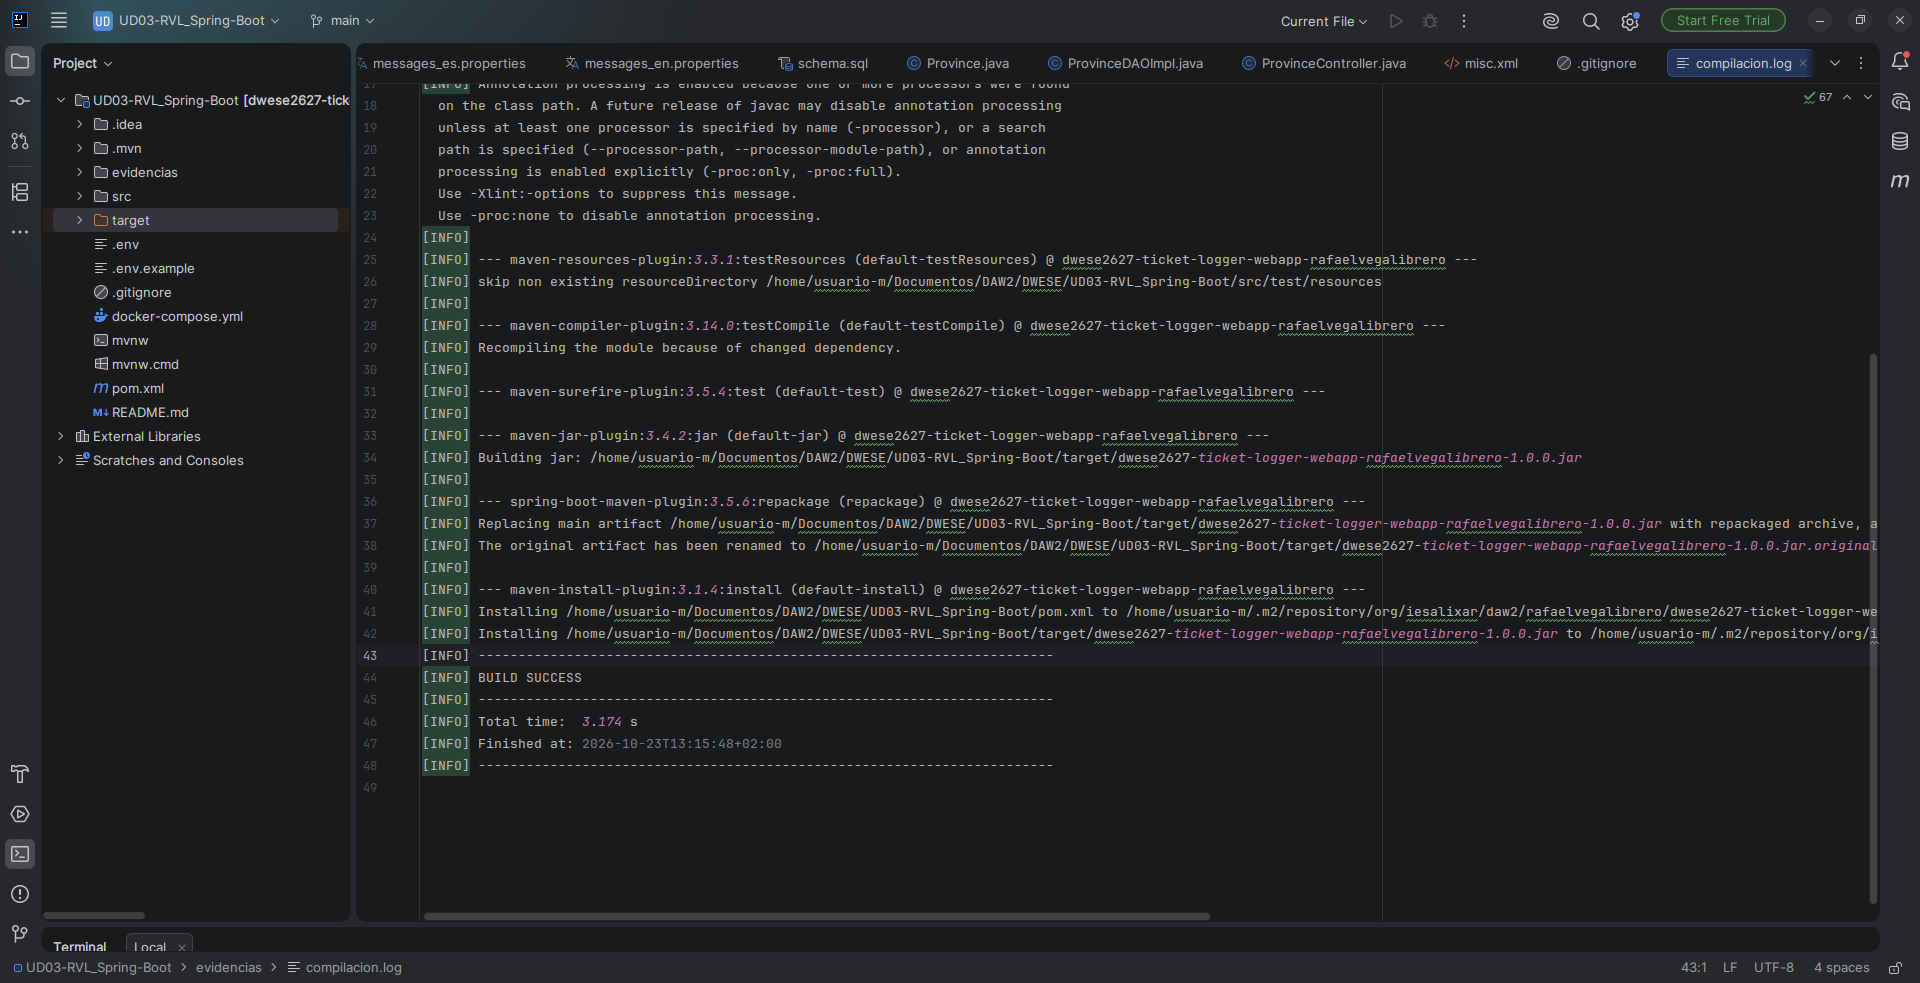 UD UD03-RVL_Spring-Boot main Current File Start Free Trial
Project
messages_es.properties messages_en.properties schema.sql Province.java ProvinceDAOImpl.java ProvinceController.java misc.xml .gitignore compilacion.log
UD03-RVL_Spring-Boot [dwese2627-tick
.idea
.mvn
evidencias
src
target
.env
.env.example
.gitignore
docker-compose.yml
mvnw
mvnw.cmd
pom.xml
README.md
External Libraries
Scratches and Consoles
67
17 [INFO] Annotation processing is enabled because one or more processors were found
18 on the class path. A future release of javac may disable annotation processing
19 unless at least one processor is specified by name (-processor), or a search
20 path is specified (--processor-path, --processor-module-path), or annotation
21 processing is enabled explicitly (-proc:only, -proc:full).
22 Use -Xlint:-options to suppress this message.
23 Use -proc:none to disable annotation processing.
24 [INFO]
25 [INFO] --- maven-resources-plugin:3.3.1:testResources (default-testResources) @ dwese2627-ticket-logger-webapp-rafaelvegalibrero ---
26 [INFO] skip non existing resourceDirectory /home/usuario-m/Documentos/DAW2/DWESE/UD03-RVL_Spring-Boot/src/test/resources
27 [INFO]
28 [INFO] --- maven-compiler-plugin:3.14.0:testCompile (default-testCompile) @ dwese2627-ticket-logger-webapp-rafaelvegalibrero ---
29 [INFO] Recompiling the module because of changed dependency.
30 [INFO]
31 [INFO] --- maven-surefire-plugin:3.5.4:test (default-test) @ dwese2627-ticket-logger-webapp-rafaelvegalibrero ---
32 [INFO]
33 [INFO] --- maven-jar-plugin:3.4.2:jar (default-jar) @ dwese2627-ticket-logger-webapp-rafaelvegalibrero ---
34 [INFO] Building jar: /home/usuario-m/Documentos/DAW2/DWESE/UD03-RVL_Spring-Boot/target/dwese2627-ticket-logger-webapp-rafaelvegalibrero-1.0.0.jar
35 [INFO]
36 [INFO] --- spring-boot-maven-plugin:3.5.6:repackage (repackage) @ dwese2627-ticket-logger-webapp-rafaelvegalibrero ---
37 [INFO] Replacing main artifact /home/usuario-m/Documentos/DAW2/DWESE/UD03-RVL_Spring-Boot/target/dwese2627-ticket-logger-webapp-rafaelvegalibrero-1.0.0.jar with repackaged archive, a
38 [INFO] The original artifact has been renamed to /home/usuario-m/Documentos/DAW2/DWESE/UD03-RVL_Spring-Boot/target/dwese2627-ticket-logger-webapp-rafaelvegalibrero-1.0.0.jar.original
39 [INFO]
40 [INFO] --- maven-install-plugin:3.1.4:install (default-install) @ dwese2627-ticket-logger-webapp-rafaelvegalibrero ---
41 [INFO] Installing /home/usuario-m/Documentos/DAW2/DWESE/UD03-RVL_Spring-Boot/pom.xml to /home/usuario-m/.m2/repository/org/iesalixar/daw2/rafaelvegalibrero/dwese2627-ticket-logger-we
42 [INFO] Installing /home/usuario-m/Documentos/DAW2/DWESE/UD03-RVL_Spring-Boot/target/dwese2627-ticket-logger-webapp-rafaelvegalibrero-1.0.0.jar to /home/usuario-m/.m2/repository/org/i
43 [INFO] ------------------------------------------------------------------------
44 [INFO] BUILD SUCCESS
45 [INFO] ------------------------------------------------------------------------
46 [INFO] Total time:  3.174 s
47 [INFO] Finished at: 2026-10-23T13:15:48+02:00
48 [INFO] ------------------------------------------------------------------------
49
Terminal Local
UD03-RVL_Spring-Boot evidencias compilacion.log 43:1 LF UTF-8 4 spaces